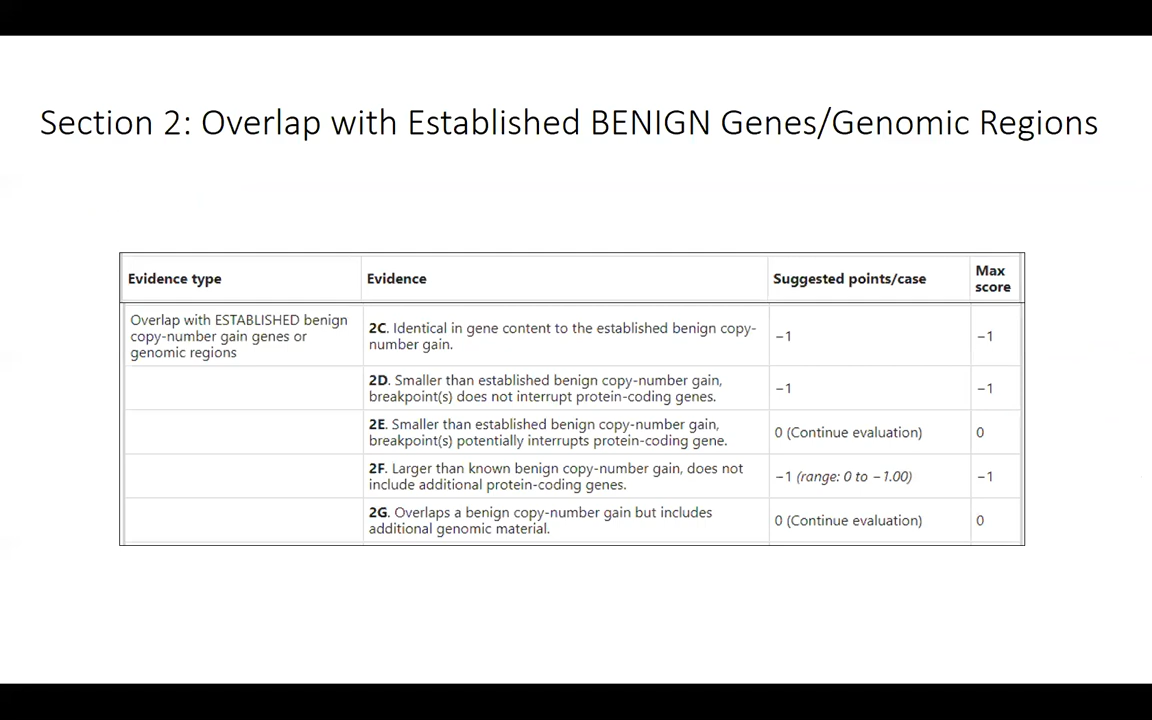 Section 2: Overlap with Established BENIGN Genes/Genomic Regions
Evidence type
Evidence
Suggested points/case
Max
score
Overlap with ESTABLISHED benign
copy-number gain genes or
genomic regions
2C. Identical in gene content to the established benign copy-
number gain.
−1
−1
2D. Smaller than established benign copy-number gain,
breakpoint(s) does not interrupt protein-coding genes.
−1
−1
2E. Smaller than established benign copy-number gain,
breakpoint(s) potentially interrupts protein-coding gene.
0 (Continue evaluation)
0
2F. Larger than known benign copy-number gain, does not
include additional protein-coding genes.
−1 (range: 0 to −1.00)
−1
2G. Overlaps a benign copy-number gain but includes
additional genomic material.
0 (Continue evaluation)
0